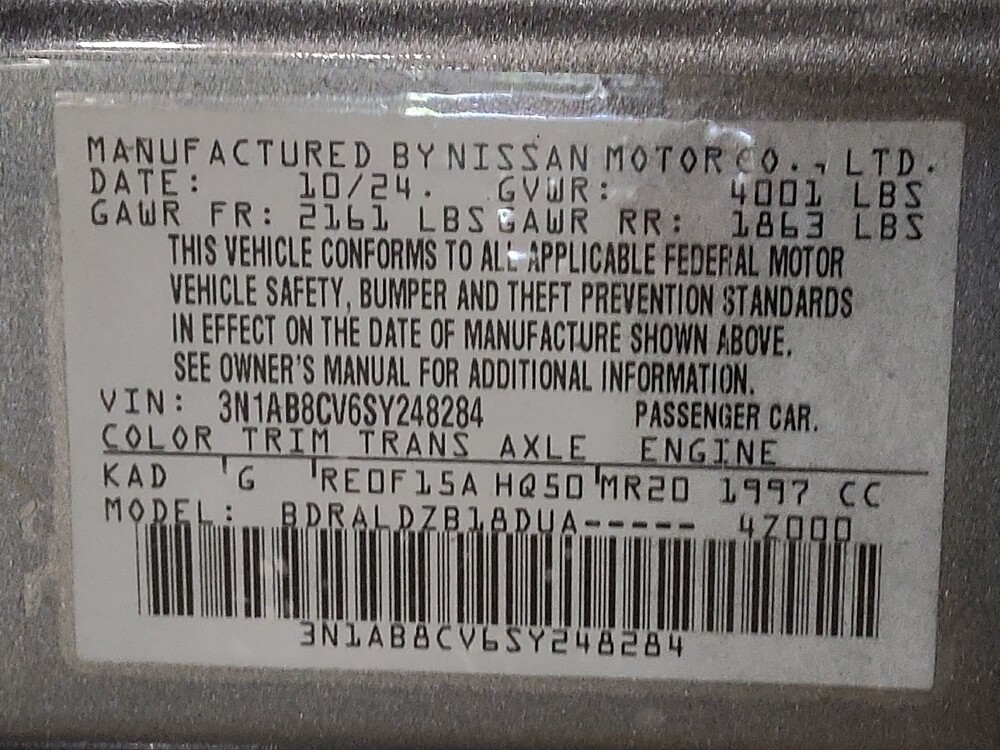 MANUFACTURED BY NISSAN MOTOR CO., LTD.
DATE: 10/24. GVWR: 4001 LBS
GAWR FR: 2161 LBS GAWR RR: 1863 LBS
THIS VEHICLE CONFORMS TO ALL APPLICABLE FEDERAL MOTOR
VEHICLE SAFETY, BUMPER AND THEFT PREVENTION STANDARDS
IN EFFECT ON THE DATE OF MANUFACTURE SHOWN ABOVE.
SEE OWNER'S MANUAL FOR ADDITIONAL INFORMATION.
VIN: 3N1AB8CV6SY248284 PASSENGER CAR.
COLOR TRIM TRANS AXLE ENGINE
KAD G RE0F15A HQ50 MR20 1997 CC
MODEL: BDRALDZB18DUA----- 4Z000
3N1AB8CV6SY248284